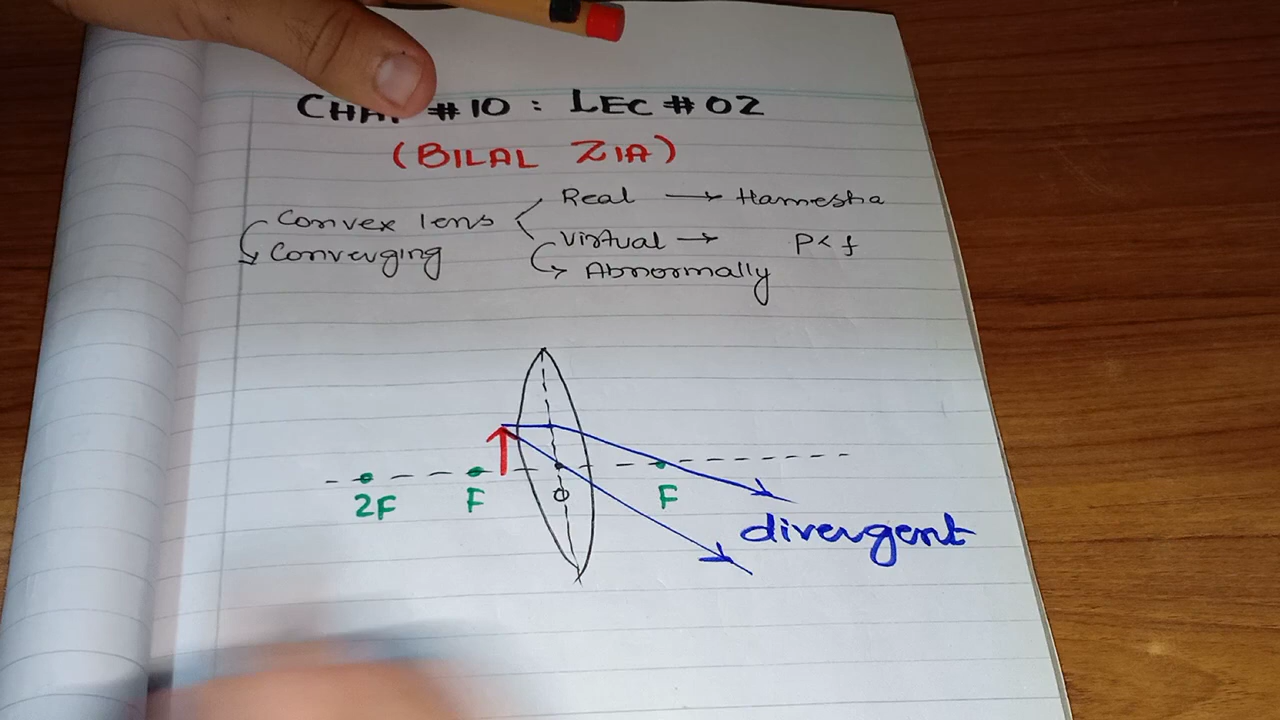 #10 : LEC #02
(BILAL ZIA)
Convex lens
Converging
Real → Hamesha
Virtual → P < f
Abnormally
2F F O F
divergent